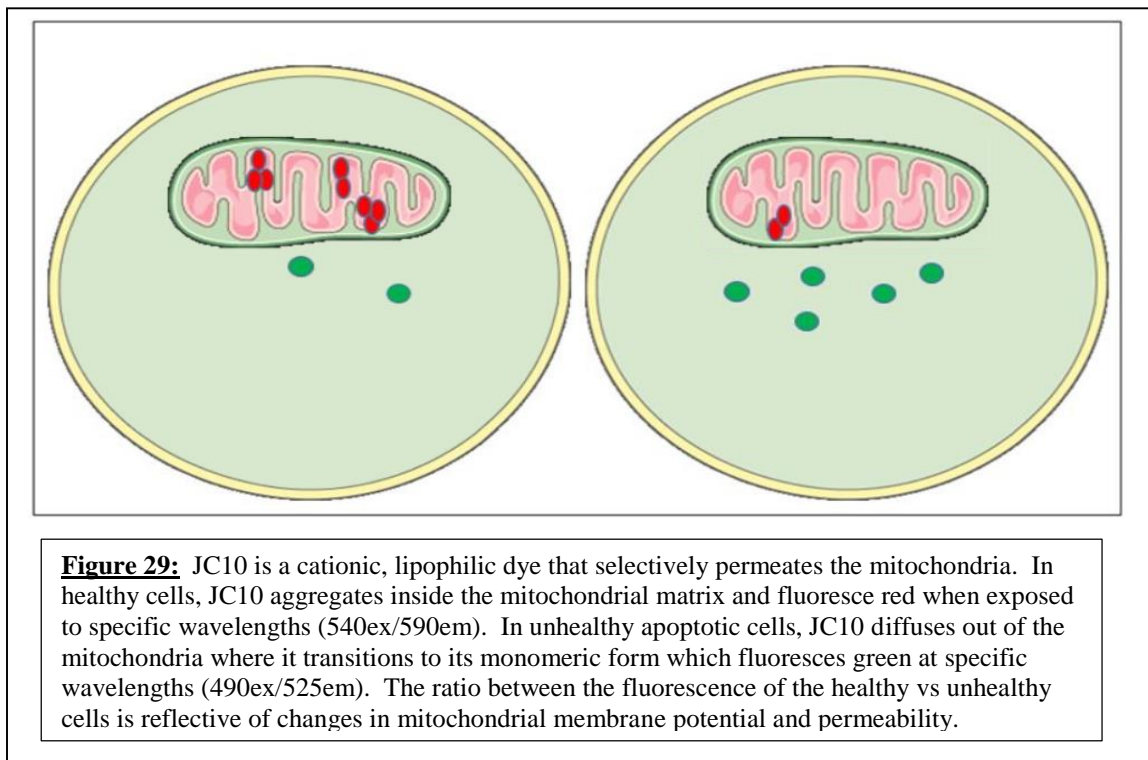 Figure 29: JC10 is a cationic, lipophilic dye that selectively permeates the mitochondria. In
healthy cells, JC10 aggregates inside the mitochondrial matrix and fluoresce red when exposed
to specific wavelengths (540ex/590em). In unhealthy apoptotic cells, JC10 diffuses out of the
mitochondria where it transitions to its monomeric form which fluoresces green at specific
wavelengths (490ex/525em). The ratio between the fluorescence of the healthy vs unhealthy
cells is reflective of changes in mitochondrial membrane potential and permeability.